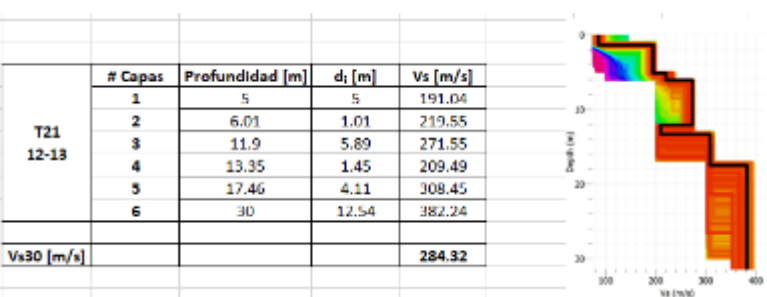 # Capas Profundidad [m] di [m] Vs [m/s]
T21
12-13
1 5 5 191.04
2 6.01 1.01 219.55
3 11.9 5.89 271.55
4 13.35 1.45 209.49
5 17.46 4.11 308.45
6 30 12.54 382.24
Vs30 [m/s] 284.32
0
10
20
30
Depth (m)
100 200 300 400
Vs (m/s)